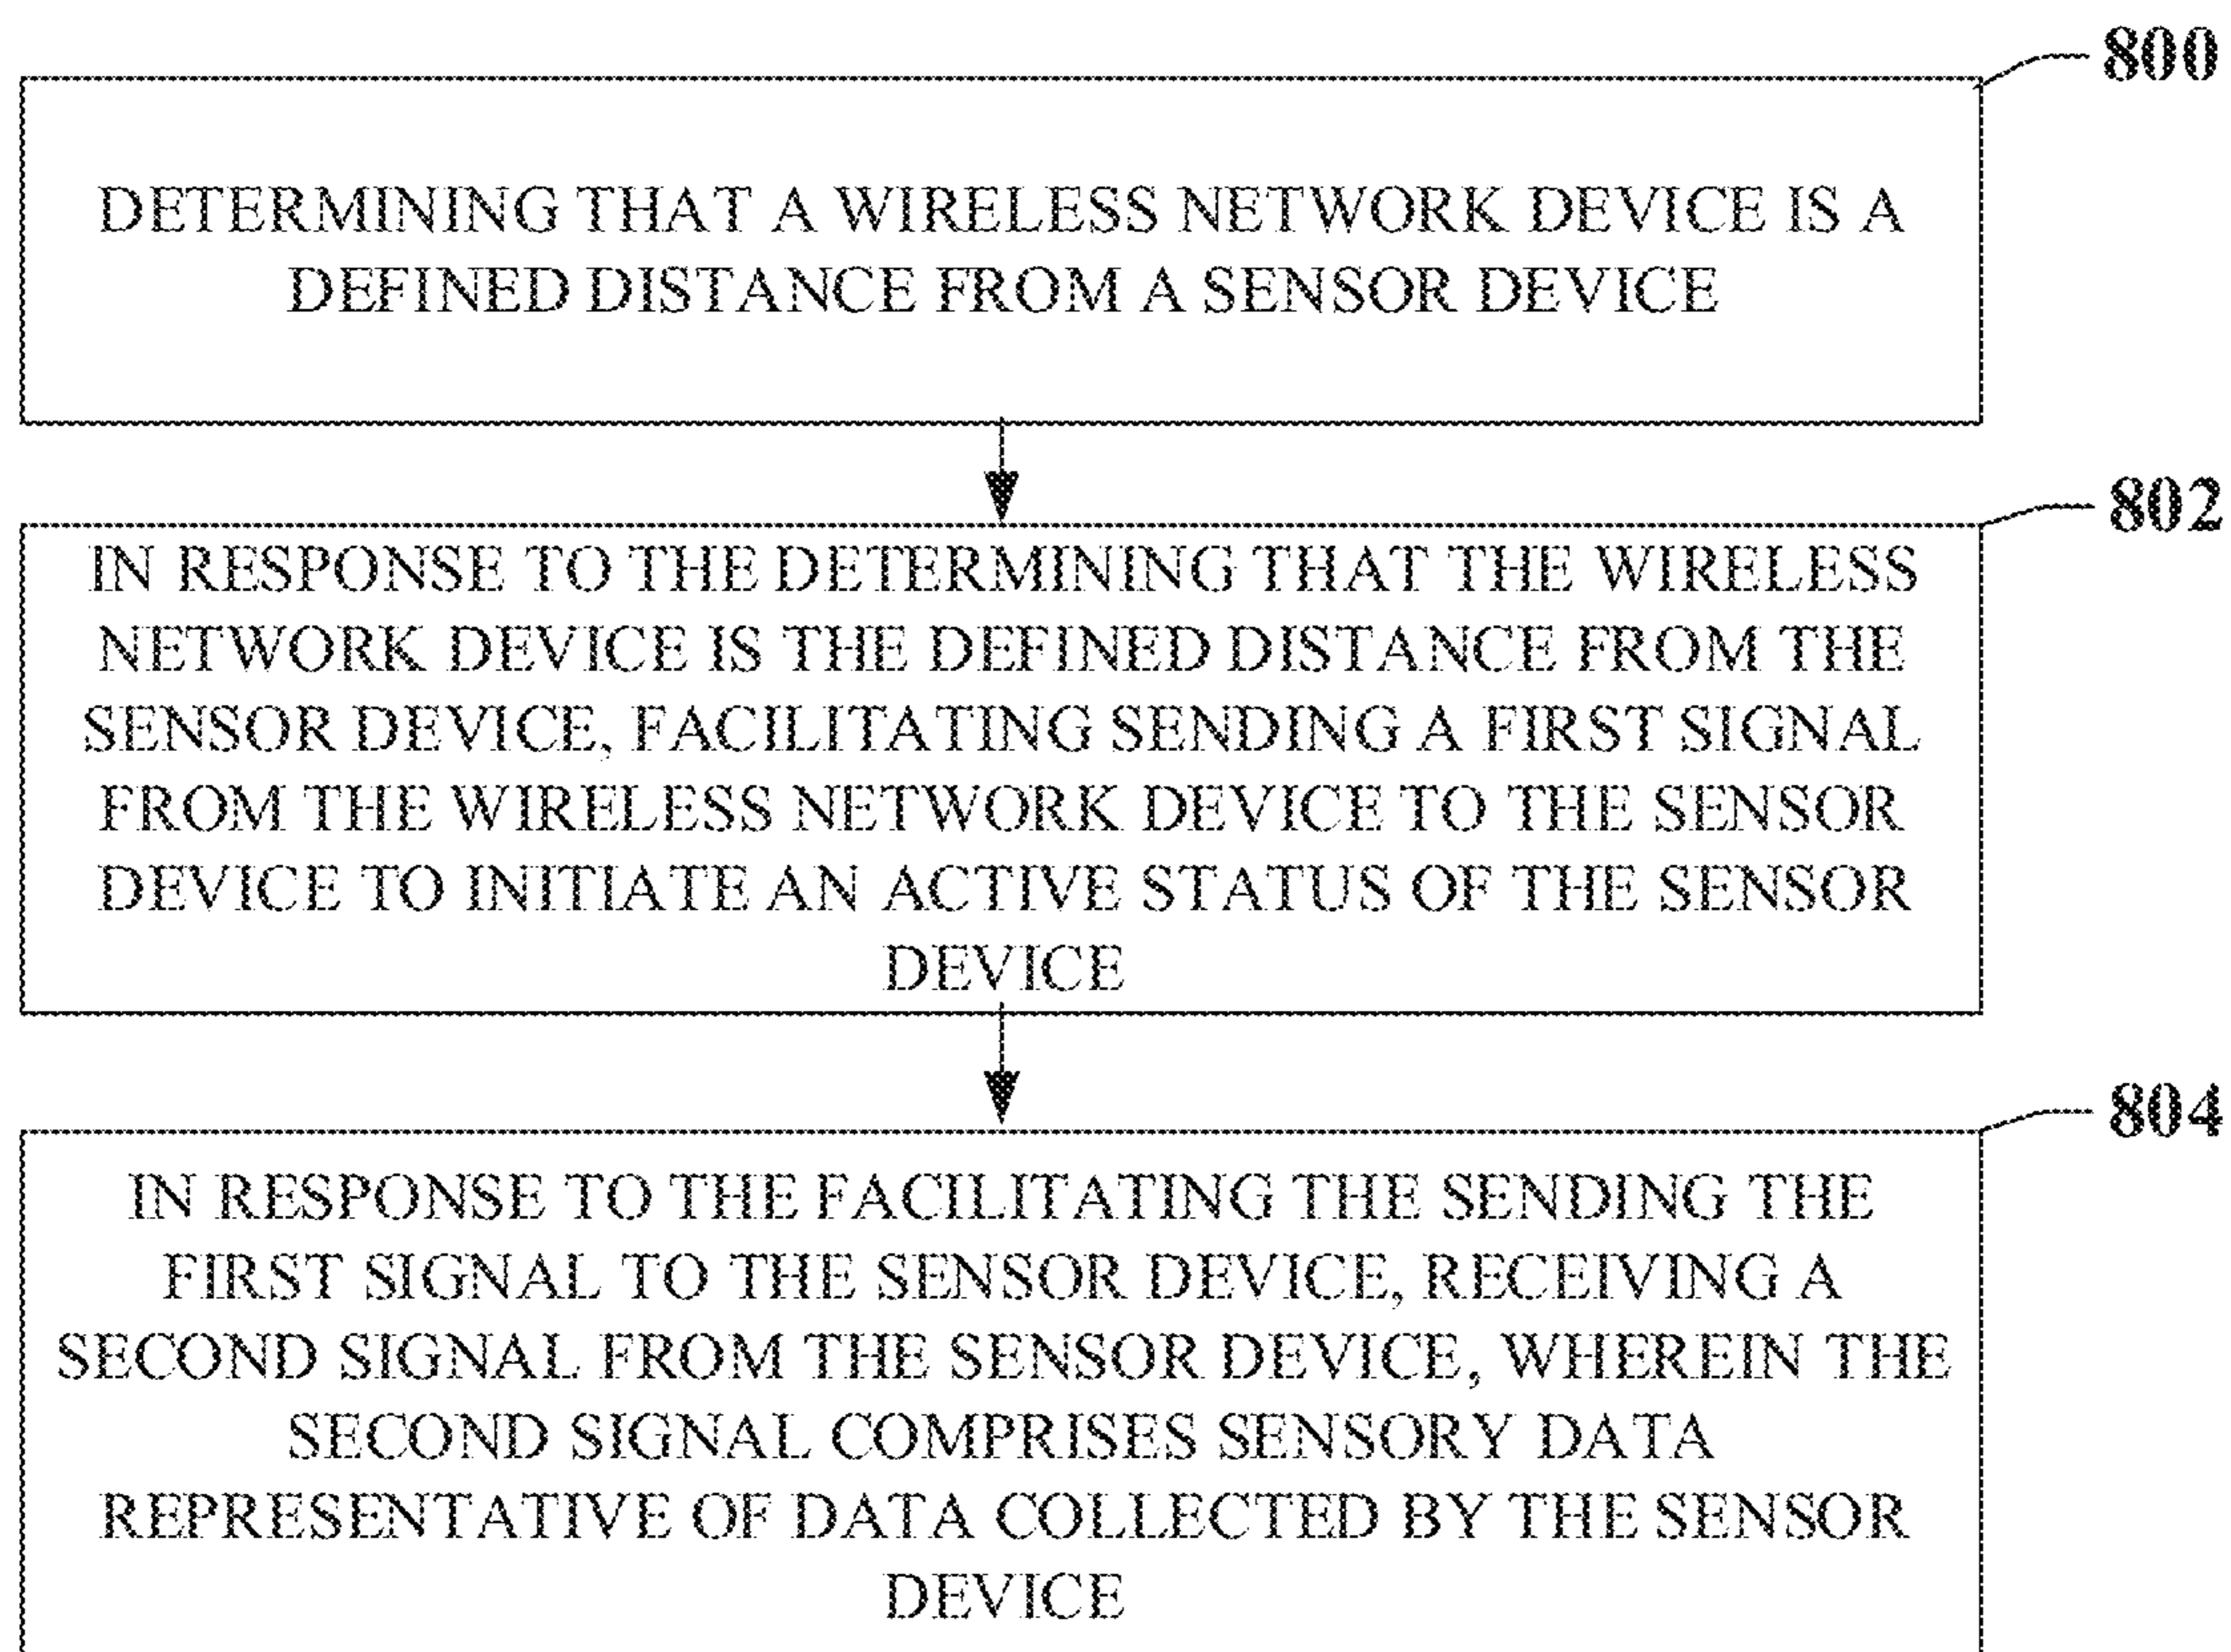 800
DETERMINING THAT A WIRELESS NETWORK DEVICE IS A
DEFINED DISTANCE FROM A SENSOR DEVICE
802
IN RESPONSE TO THE DETERMINING THAT THE WIRELESS
NETWORK DEVICE IS THE DEFINED DISTANCE FROM THE
SENSOR DEVICE, FACILITATING SENDING A FIRST SIGNAL
FROM THE WIRELESS NETWORK DEVICE TO THE SENSOR
DEVICE TO INITIATE AN ACTIVE STATUS OF THE SENSOR
DEVICE
804
IN RESPONSE TO THE FACILITATING THE SENDING THE
FIRST SIGNAL TO THE SENSOR DEVICE, RECEIVING A
SECOND SIGNAL FROM THE SENSOR DEVICE, WHEREIN THE
SECOND SIGNAL COMPRISES SENSORY DATA
REPRESENTATIVE OF DATA COLLECTED BY THE SENSOR
DEVICE